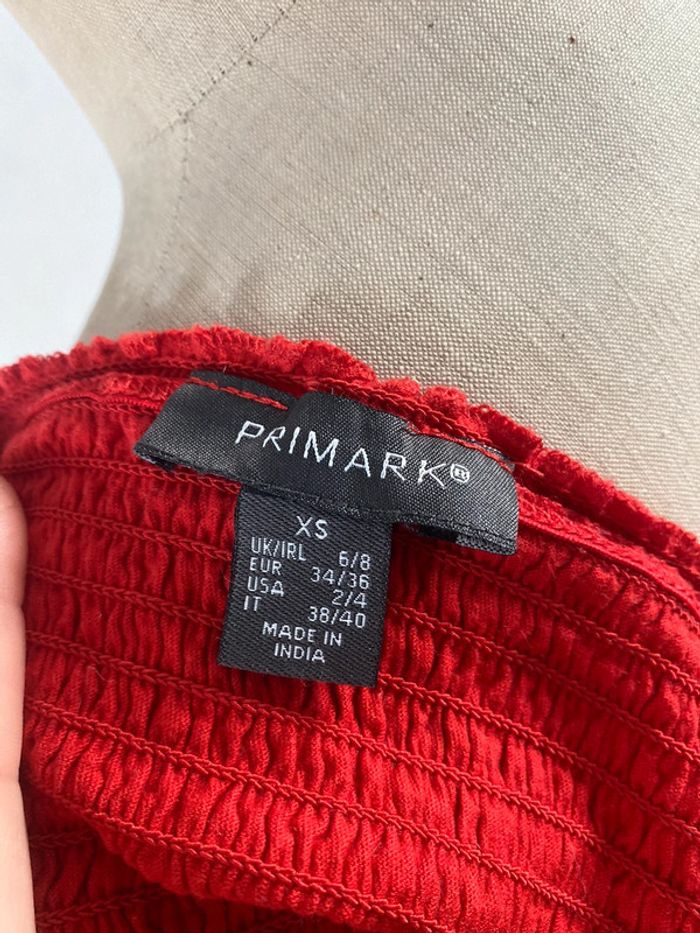 PRIMARK®
XS
UK/IRL 6/8
EUR 34/36
USA 2/4
IT 38/40
MADE IN
INDIA